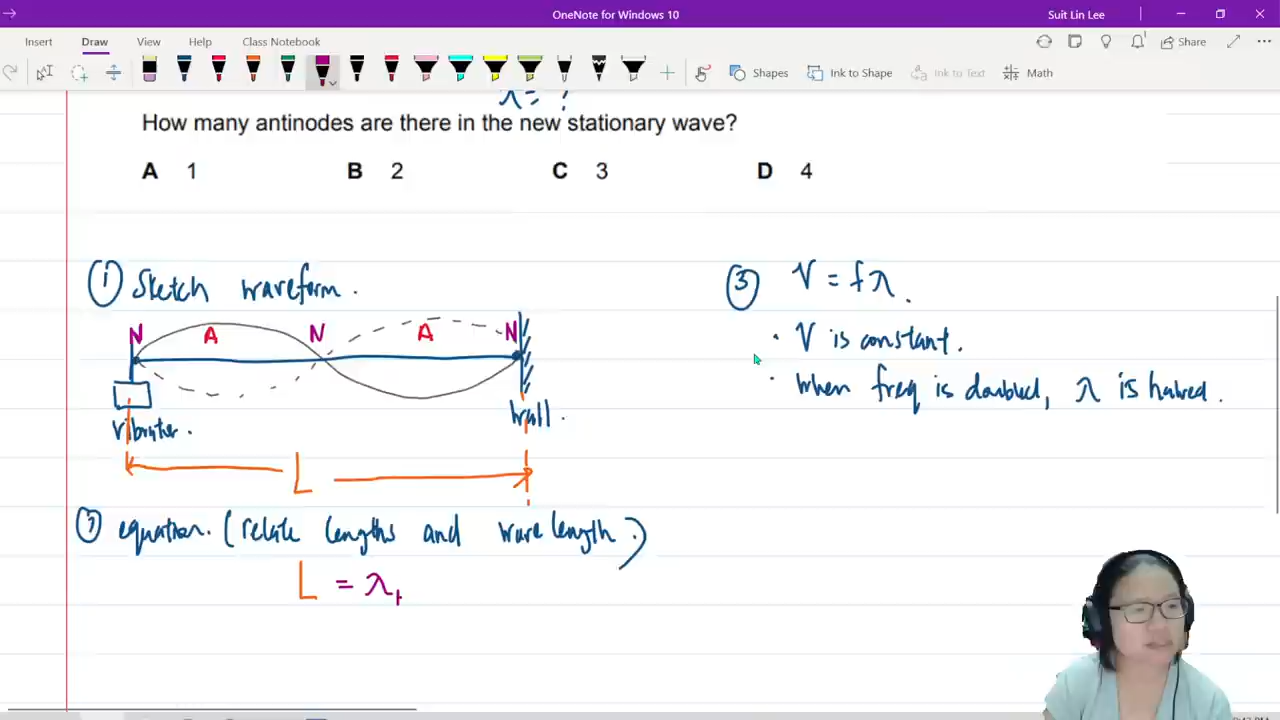 OneNote for Windows 10
Suit Lin Lee
Insert Draw View Help Class Notebook
Share
Shapes Ink to Shape Ink to Text Math
λ = ?
How many antinodes are there in the new stationary wave?
A 1 B 2 C 3 D 4
① Sketch waveform.
N A N A N
vibrator.
wall.
L
② equation. (relate lengths and wavelength.)
L = λ₁
③ V = fλ.
· V is constant.
· When freq is doubled, λ is halved.